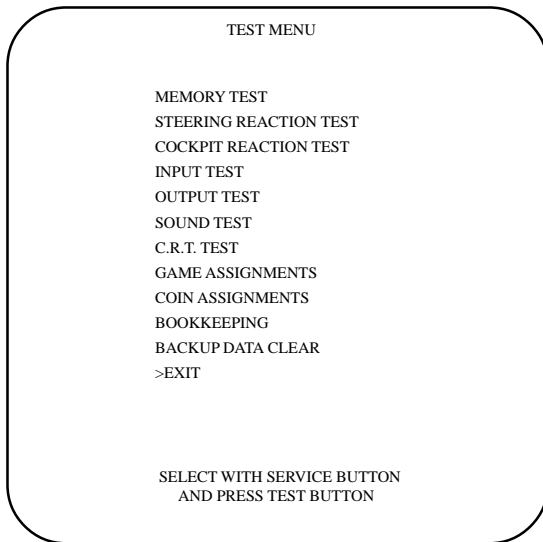 TEST MENU
MEMORY TEST
STEERING REACTION TEST
COCKPIT REACTION TEST
INPUT TEST
OUTPUT TEST
SOUND TEST
C.R.T. TEST
GAME ASSIGNMENTS
COIN ASSIGNMENTS
BOOKKEEPING
BACKUP DATA CLEAR
>EXIT
SELECT WITH SERVICE BUTTON
AND PRESS TEST BUTTON